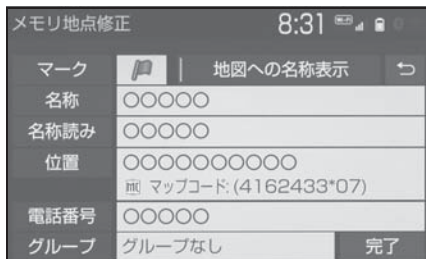 メモリ地点修正 8:31
マーク 地図への名称表示
名称 ○○○○○
名称読み ○○○○○
位置 ○○○○○○○○○○
マップコード:(4162433*07)
電話番号 ○○○○○
グループ グループなし 完了